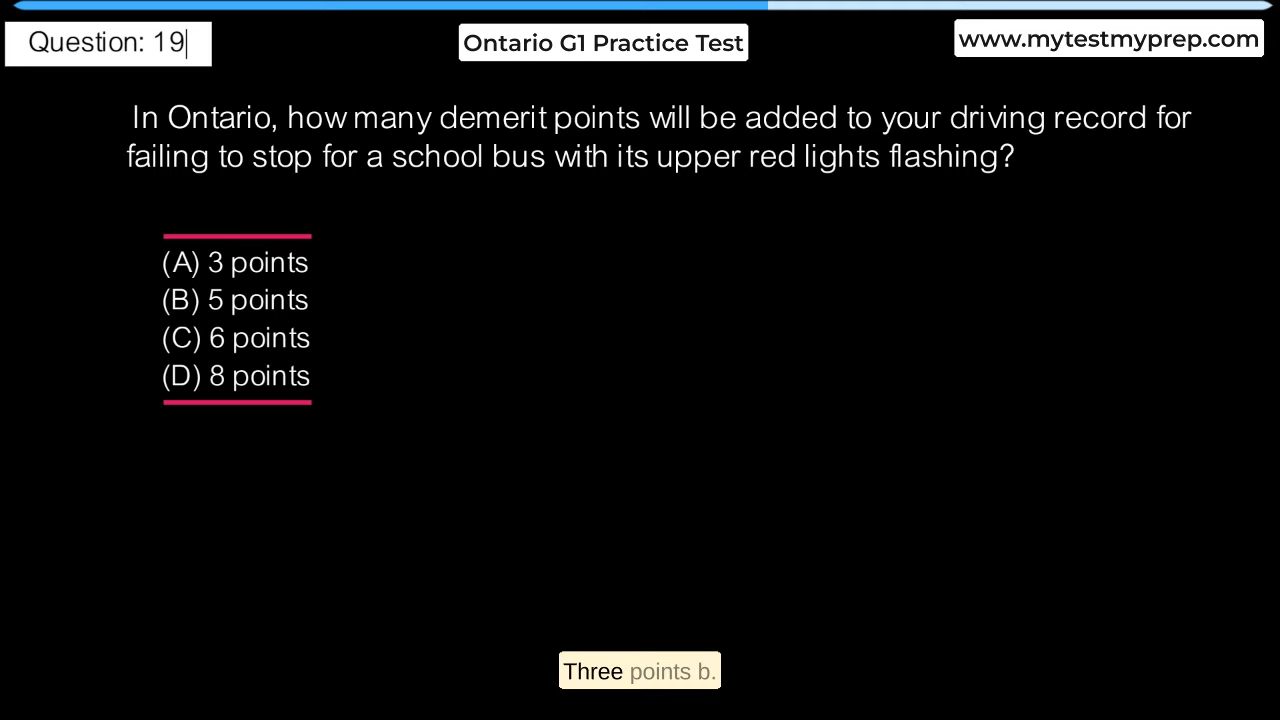 Question: 19
Ontario G1 Practice Test
www.mytestmyprep.com
In Ontario, how many demerit points will be added to your driving record for
failing to stop for a school bus with its upper red lights flashing?
(A) 3 points
(B) 5 points
(C) 6 points
(D) 8 points
Three points b.